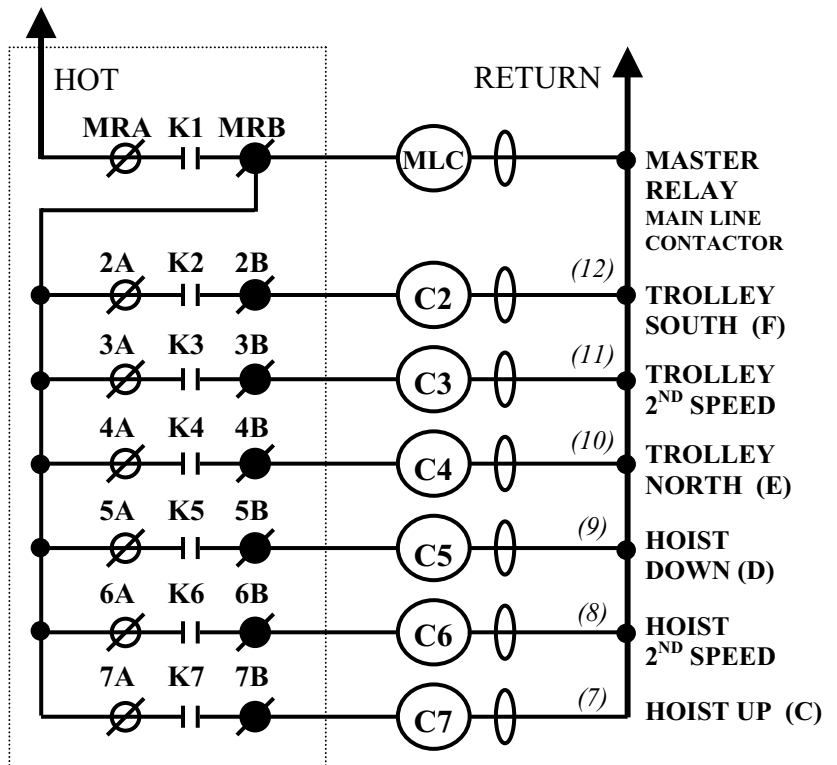 HOT
RETURN
MRA K1 MRB
MLC
MASTER
RELAY
MAIN LINE
CONTACTOR
2A K2 2B
C2
(12)
TROLLEY
SOUTH (F)
3A K3 3B
C3
(11)
TROLLEY
2ND SPEED
4A K4 4B
C4
(10)
TROLLEY
NORTH (E)
5A K5 5B
C5
(9)
HOIST
DOWN (D)
6A K6 6B
C6
(8)
HOIST
2ND SPEED
7A K7 7B
C7
(7)
HOIST UP (C)